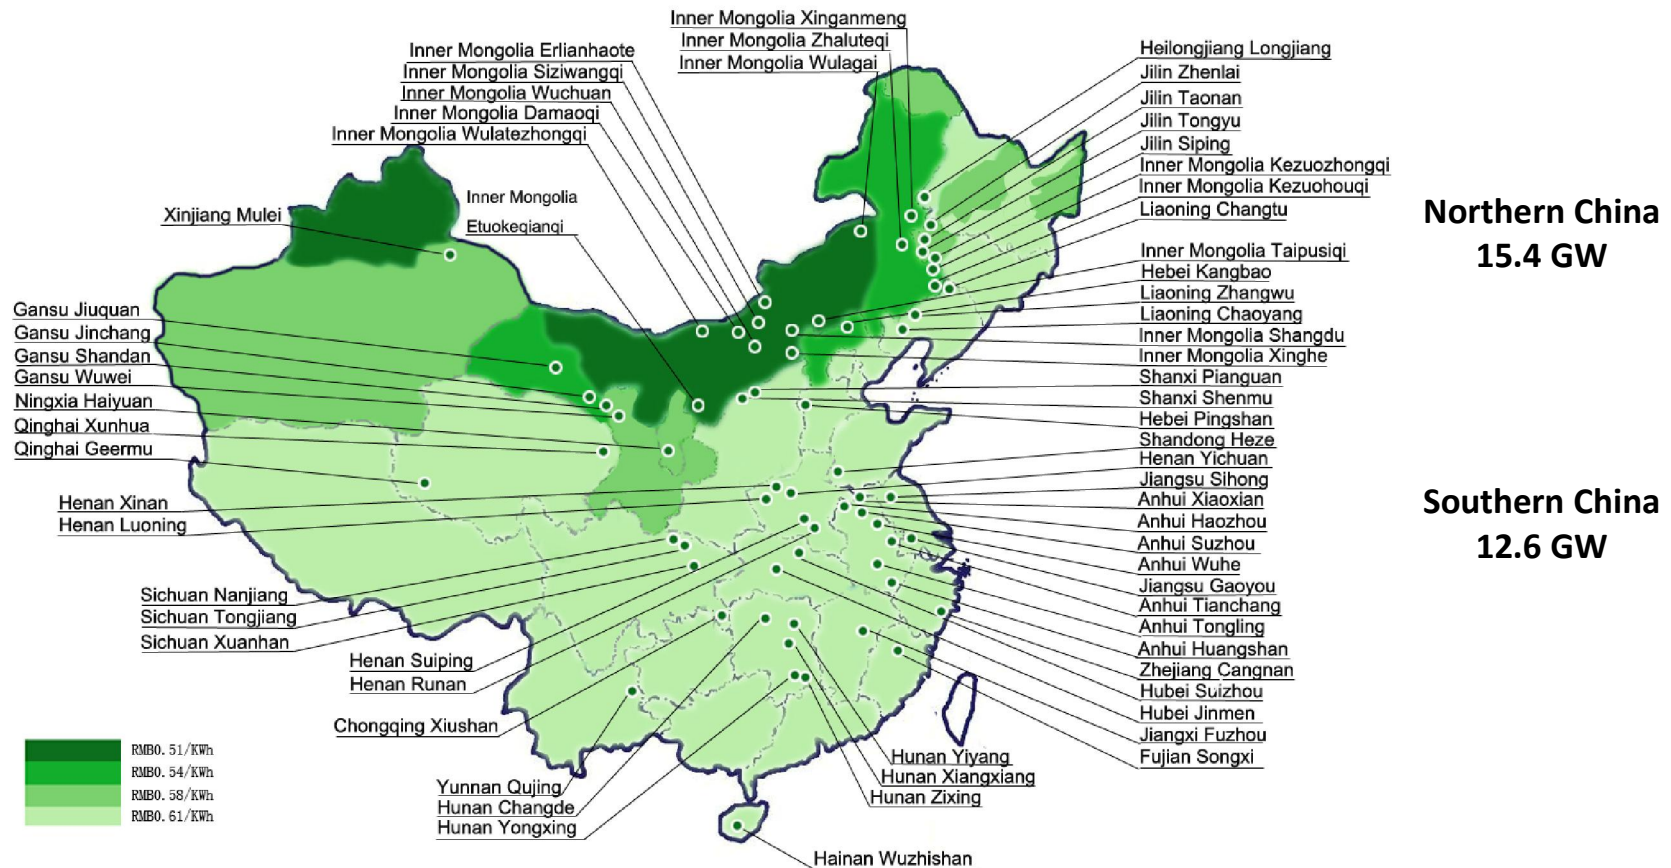 Inner Mongolia Xinganmeng
Inner Mongolia Zhaluteqi
Inner Mongolia Wulagai
Inner Mongolia Erlianhaote
Inner Mongolia Siziwangqi
Inner Mongolia Wuchuan
Inner Mongolia Damaoqi
Inner Mongolia Wulatezhongqi
Inner Mongolia
Etuokeqianqi
Xinjiang Mulei
Gansu Jiuquan
Gansu Jinchang
Gansu Shandan
Gansu Wuwei
Ningxia Haiyuan
Qinghai Xunhua
Qinghai Geermu
Henan Xinan
Henan Luoning
Sichuan Nanjiang
Sichuan Tongjiang
Sichuan Xuanhan
Henan Suiping
Henan Runan
Chongqing Xiushan
Yunnan Qujing
Hunan Changde
Hunan Yongxing
Heilongjiang Longjiang
Jilin Zhenlai
Jilin Taonan
Jilin Tongyu
Jilin Siping
Inner Mongolia Kezuozhongqi
Inner Mongolia Kezuohouqi
Liaoning Changtu
Inner Mongolia Taipusiqi
Hebei Kangbao
Liaoning Zhangwu
Liaoning Chaoyang
Inner Mongolia Shangdu
Inner Mongolia Xinghe
Shanxi Pianguan
Shanxi Shenmu
Hebei Pingshan
Shandong Heze
Henan Yichuan
Jiangsu Sihong
Anhui Xiaoxian
Anhui Haozhou
Anhui Suzhou
Anhui Wuhe
Jiangsu Gaoyou
Anhui Tianchang
Anhui Tongling
Anhui Huangshan
Zhejiang Cangnan
Hubei Suizhou
Hubei Jinmen
Jiangxi Fuzhou
Fujian Songxi
Hunan Yiyang
Hunan Xiangxiang
Hunan Zixing
Hainan Wuzhishan
Northern China
15.4 GW
Southern China
12.6 GW
RMB0.51/KWh
RMB0.54/KWh
RMB0.58/KWh
RMB0.61/KWh